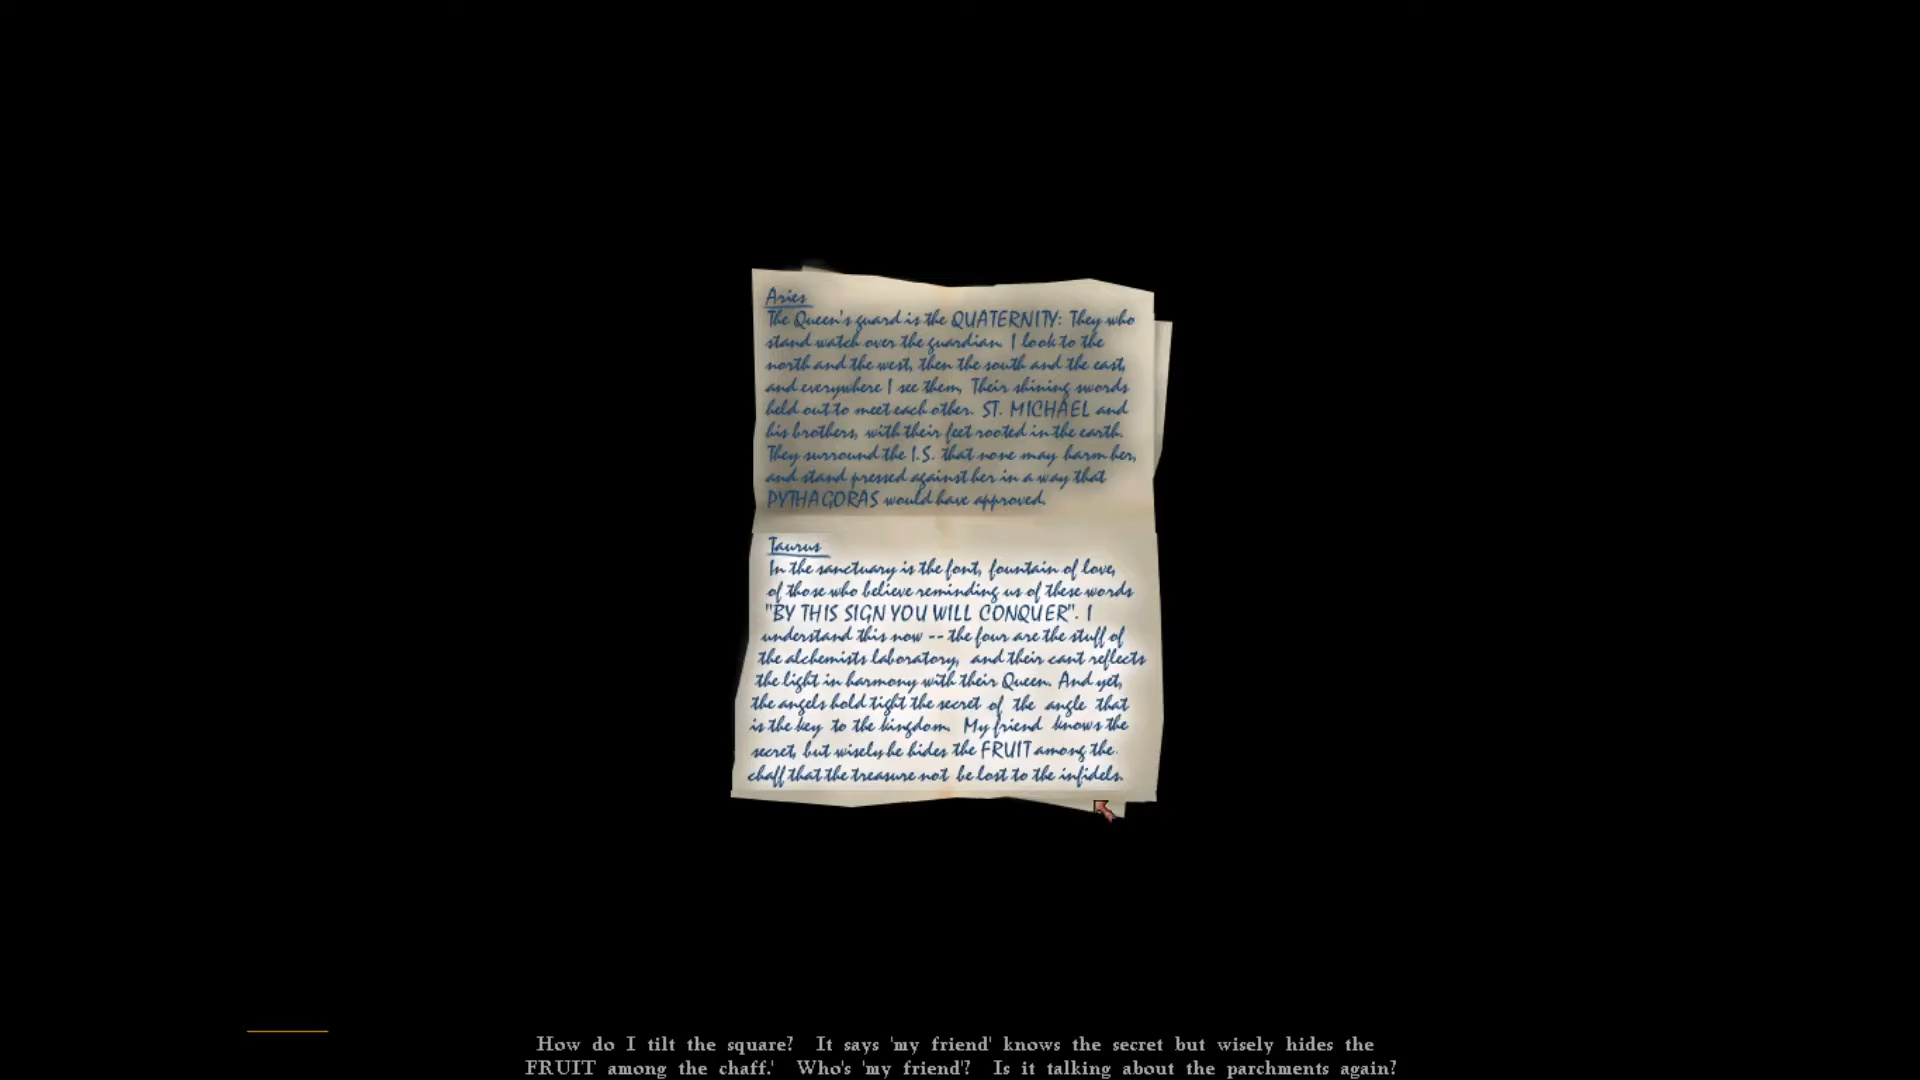 Aries
The Queen's guard is the QUATERNITY: They who
stand watch over the guardian. I look to the
north and the west, then the south and the east,
and everywhere I see them, Their shining swords
held out to meet each other. ST. MICHAEL and
his brothers, with their feet rooted in the earth.
They surround the I.S. that none may harm her,
and stand pressed against her in a way that
PYTHAGORAS would have approved.
Taurus
In the sanctuary is the font, fountain of love,
of those who believe reminding us of these words
"BY THIS SIGN YOU WILL CONQUER". I
understand this now -- the four are the stuff of
the alchemists laboratory, and their cant reflects
the light in harmony with their Queen. And yet,
the angels hold tight the secret of the angle that
is the key to the kingdom. My friend knows the
secret, but wisely he hides the FRUIT among the
chaff that the treasure not be lost to the infidels.
How do I tilt the square? It says 'my friend' knows the secret but wisely hides the
FRUIT among the chaff.' Who's 'my friend'? Is it talking about the parchments again?